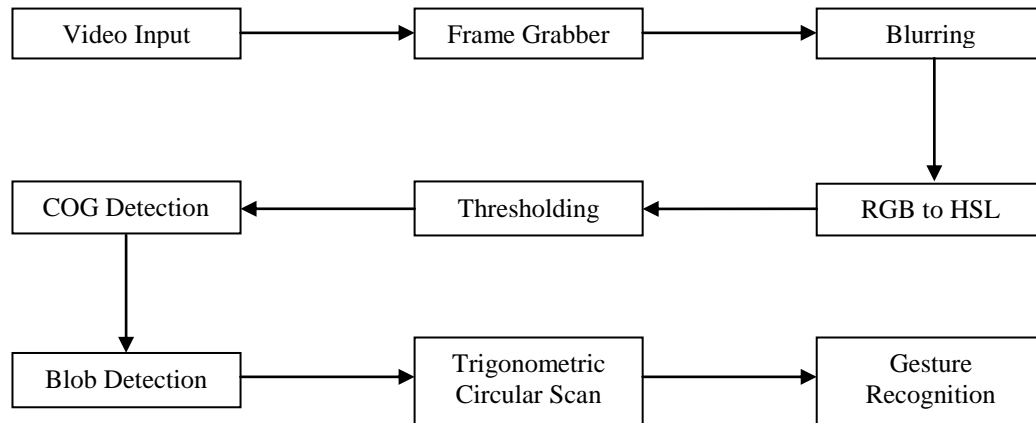 Video Input
Frame Grabber
Blurring
COG Detection
Thresholding
RGB to HSL
Blob Detection
Trigonometric
Circular Scan
Gesture
Recognition